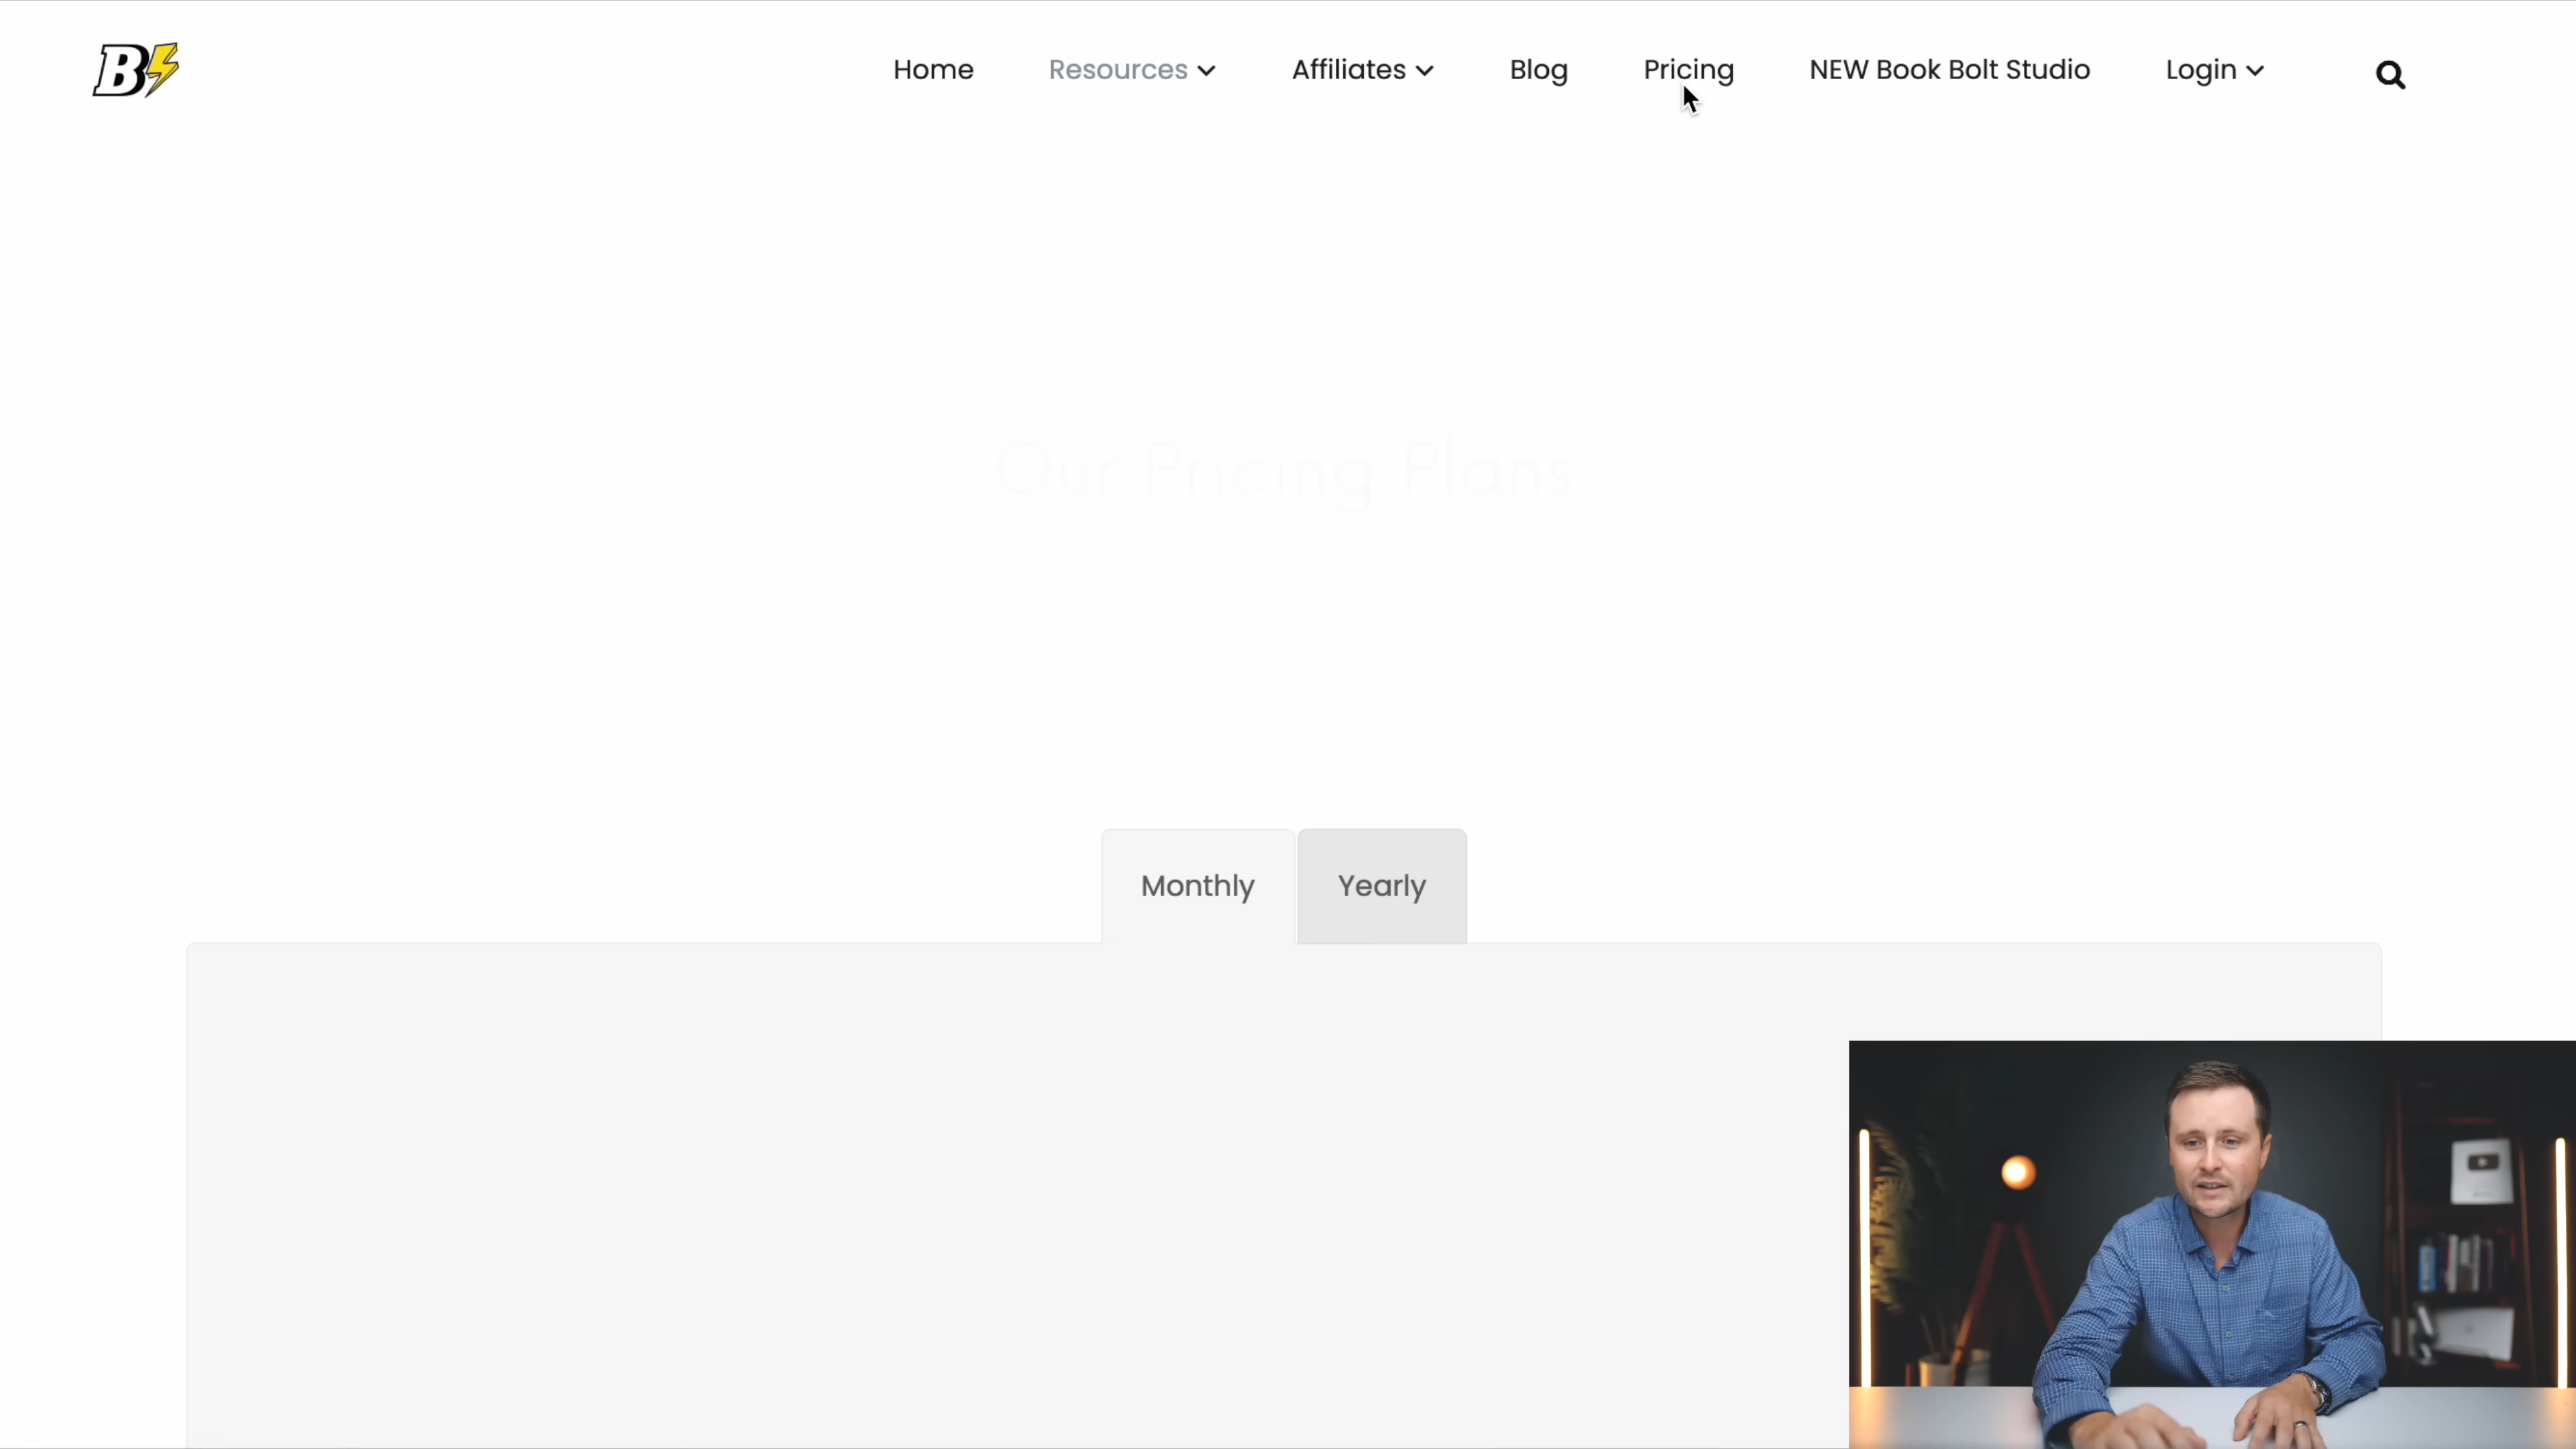 B
Home Resources Affiliates Blog Pricing NEW Book Bolt Studio Login
Our Pricing Plans
Monthly Yearly